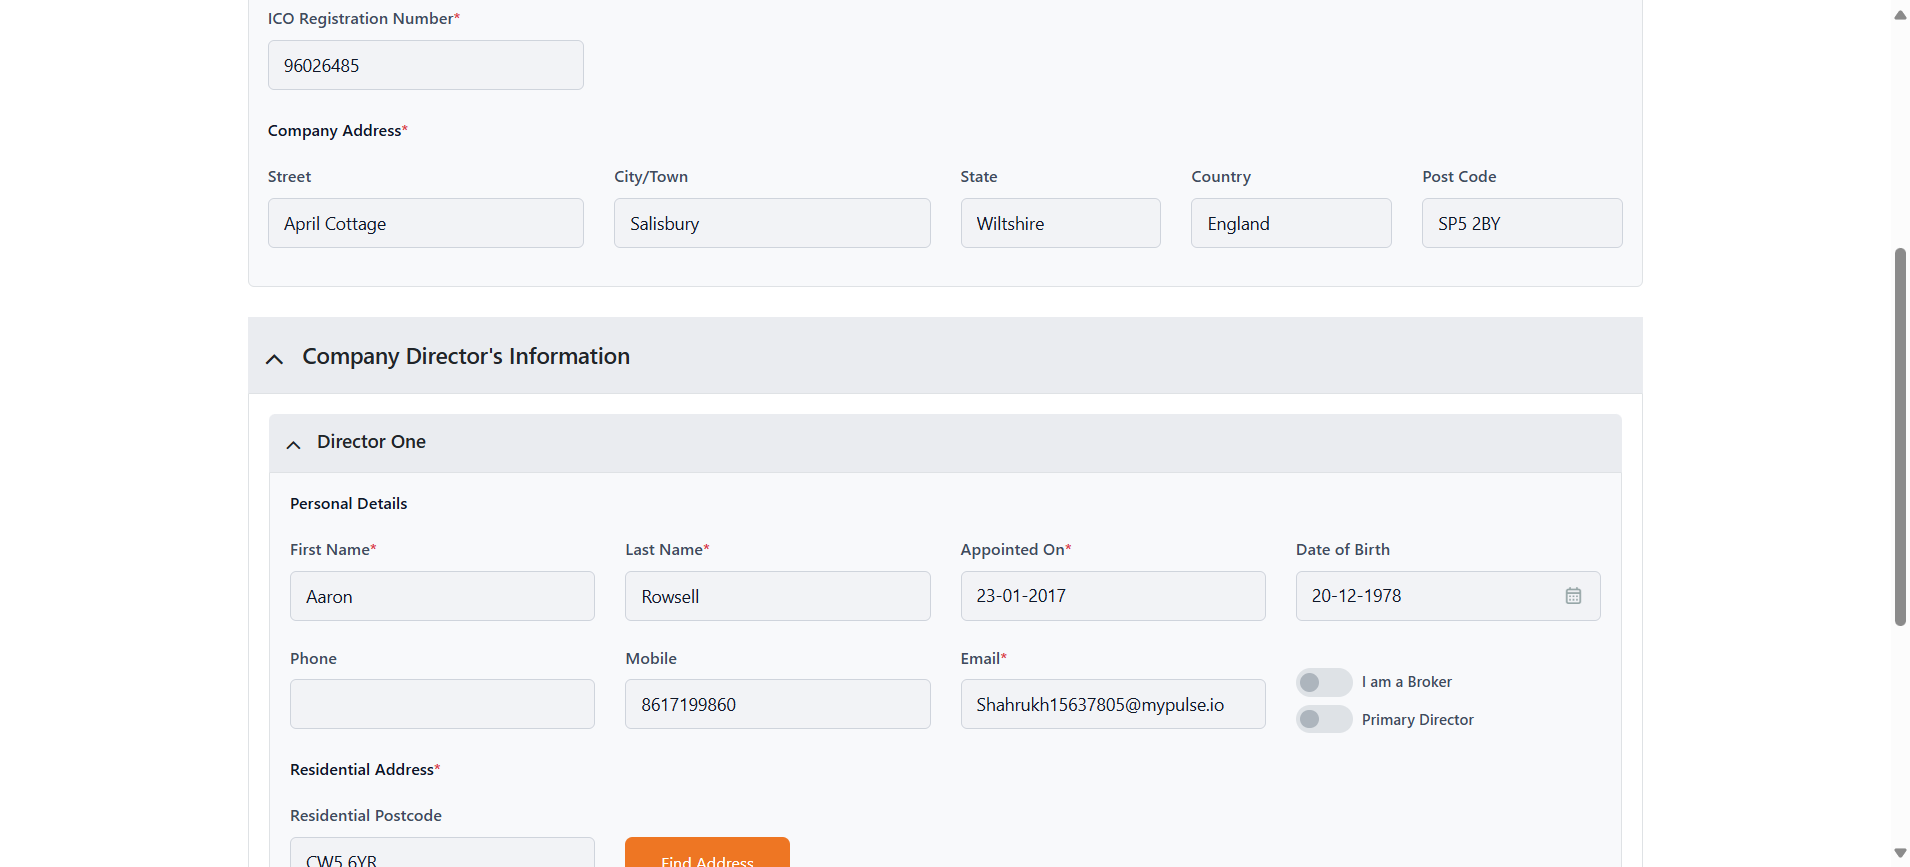 ICO Registration Number*
96026485
Company Address*
Street City/Town State Country Post Code
April Cottage Salisbury Wiltshire England SP5 2BY
Company Director's Information
Director One
Personal Details
First Name* Last Name* Appointed On* Date of Birth
Aaron Rowsell 23-01-2017 20-12-1978
Phone Mobile Email*
I am a Broker
8617199860 Shahrukh15637805@mypulse.io
Primary Director
Residential Address*
Residential Postcode
CW5 6YR Find Address